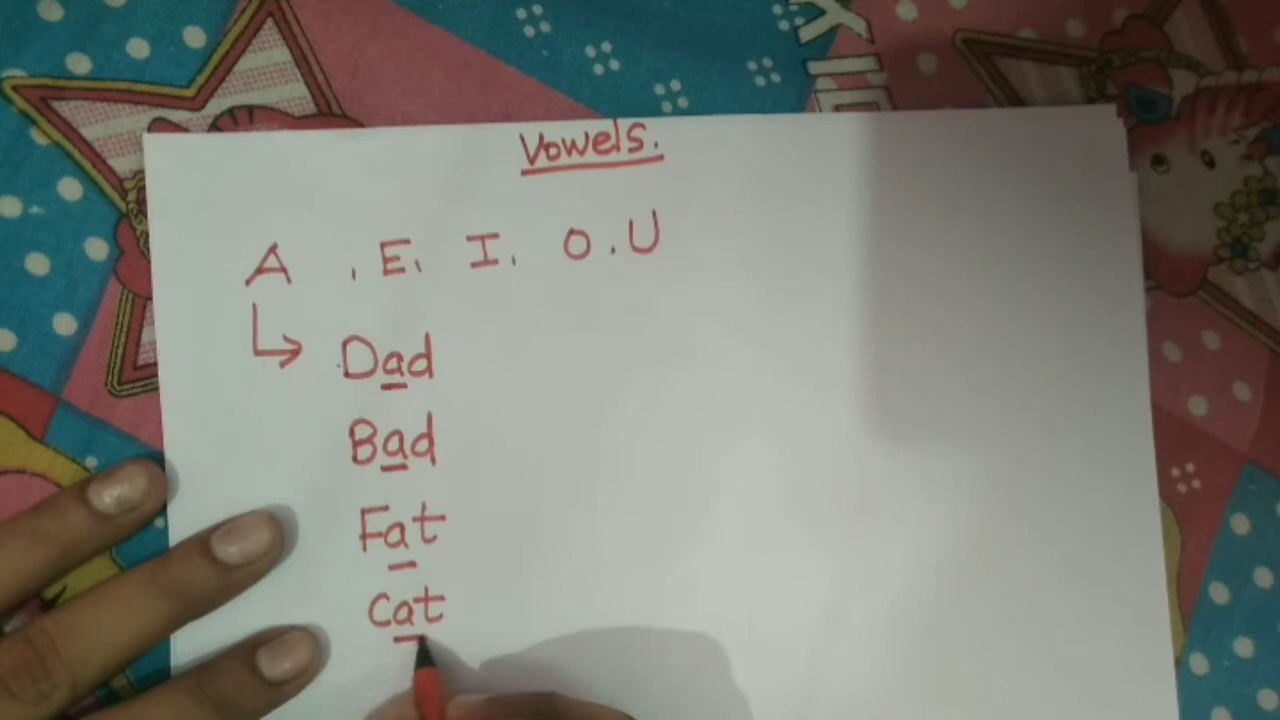 Vowels.
A , E, I, O . U
Dad
Bad
Fat
Cat